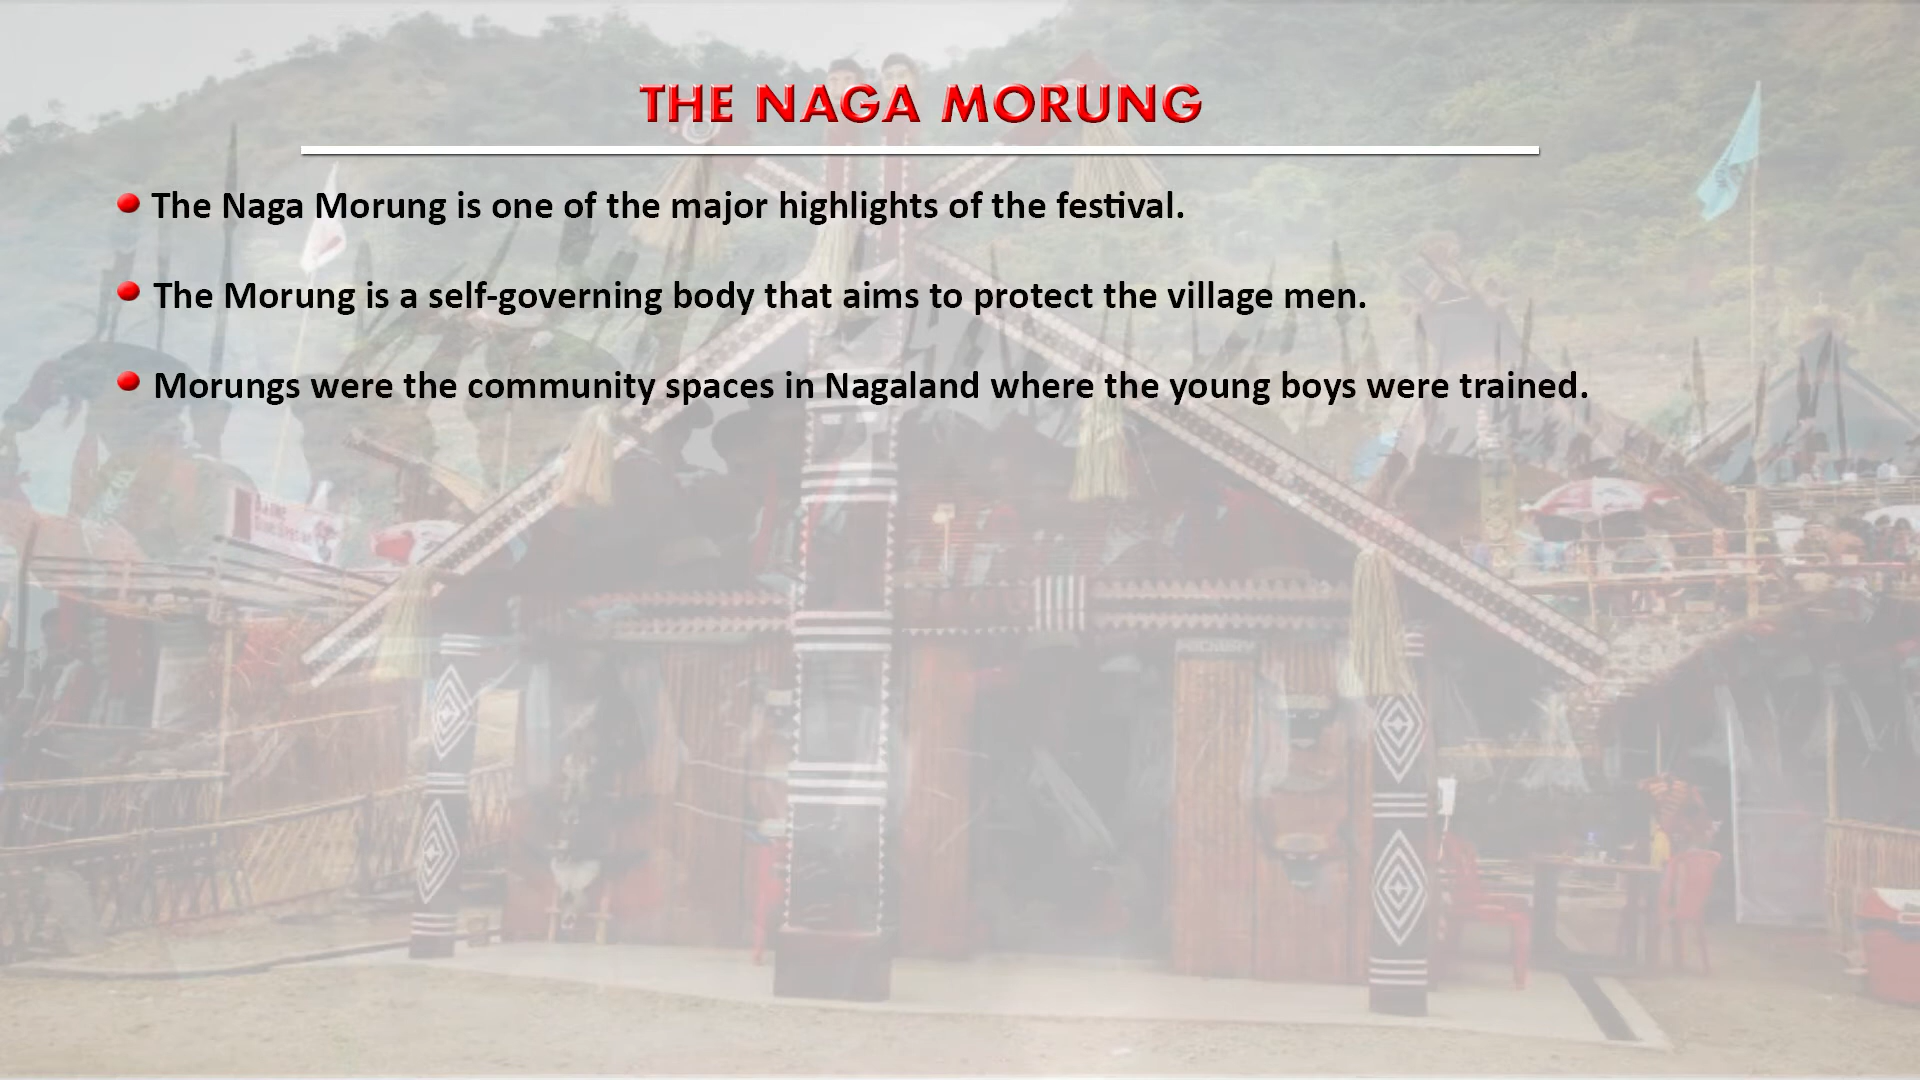 THE NAGA MORUNG
The Naga Morung is one of the major highlights of the festival.
The Morung is a self-governing body that aims to protect the village men.
Morungs were the community spaces in Nagaland where the young boys were trained.